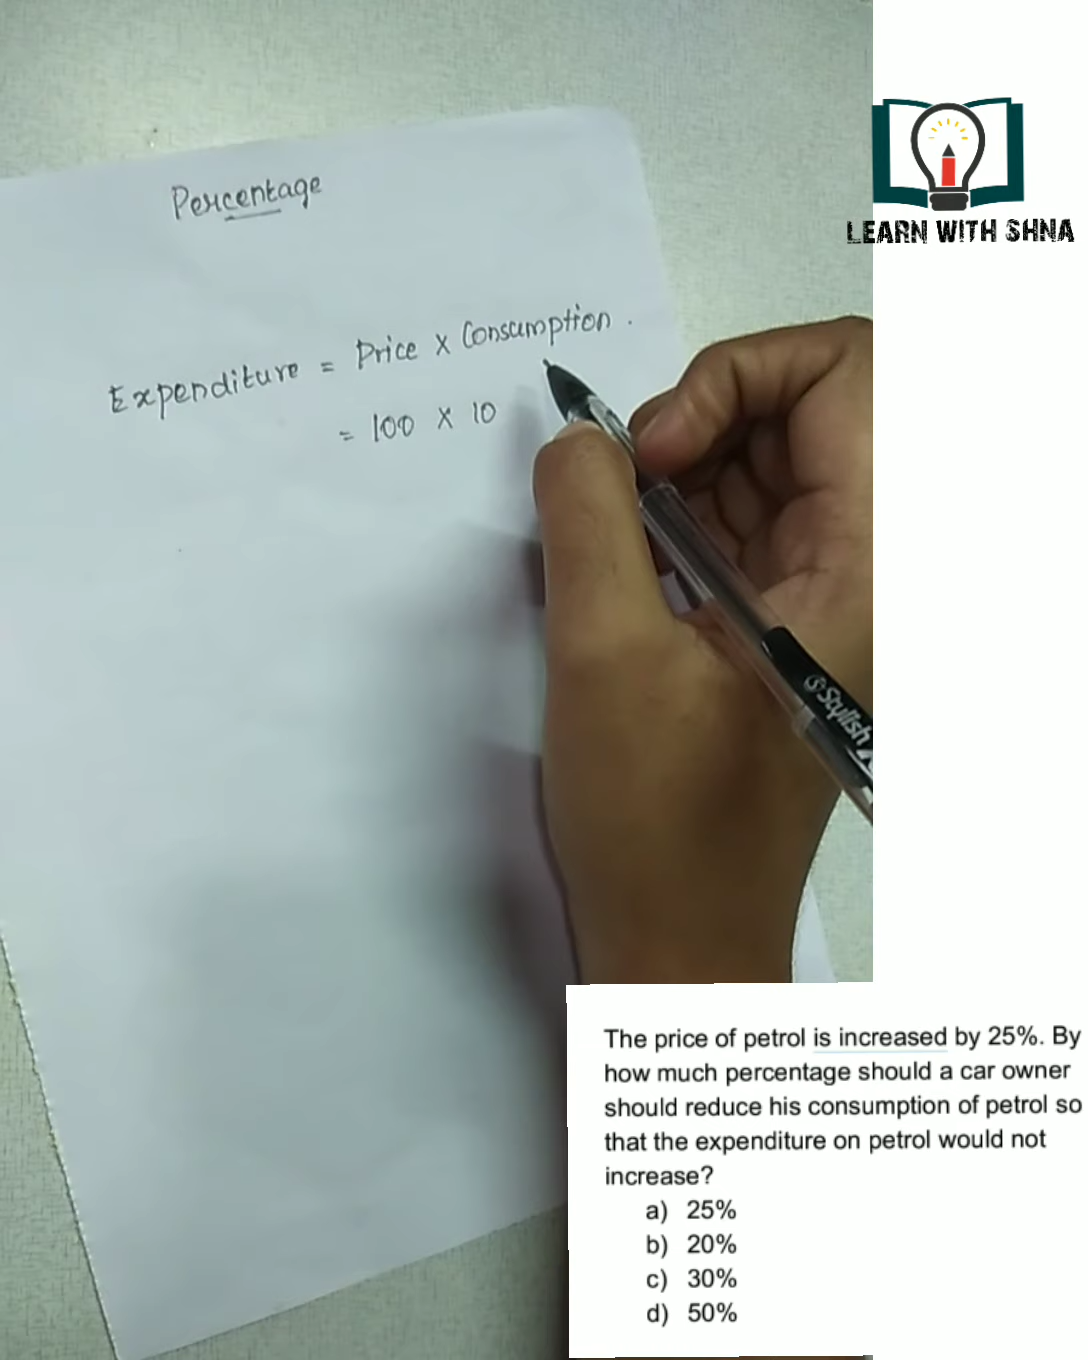 Percentage
Expenditure = Price x Consumption.
= 100 x 10
LEARN WITH SHNA
Stylish
The price of petrol is increased by 25%. By
how much percentage should a car owner
should reduce his consumption of petrol so
that the expenditure on petrol would not
increase?
a) 25%
b) 20%
c) 30%
d) 50%